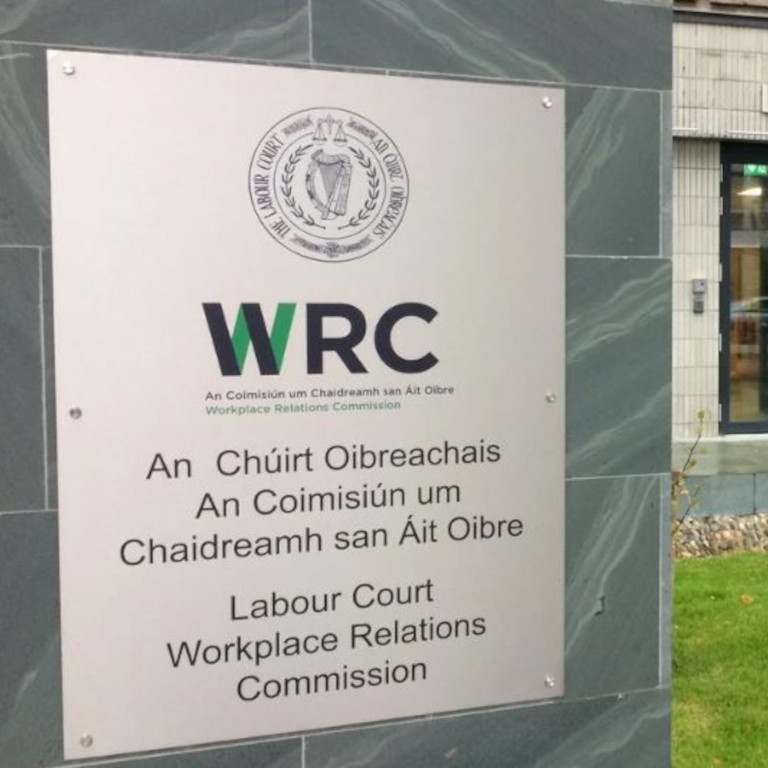 THE LABOUR COURT
AN CHÚIRT OIBREACHAIS
WRC
An Coimisiún um Chaidreamh san Áit Oibre
Workplace Relations Commission
An Chúirt Oibreachais
An Coimisiún um
Chaidreamh san Áit Oibre
Labour Court
Workplace Relations
Commission